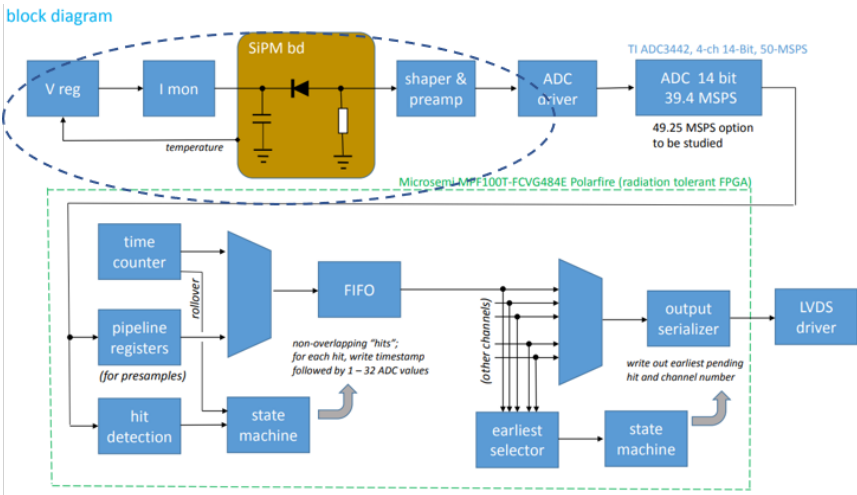 block diagram
SiPM bd
TI ADC3442, 4-ch 14-Bit, 50-MSPS
V reg
I mon
shaper &
preamp
ADC
driver
ADC 14 bit
39.4 MSPS
temperature
49.25 MSPS option
to be studied
Microsemi MPF100T-FCVG484E Polarfire (radiation tolerant FPGA)
time
counter
rollover
FIFO
pipeline
registers
(for presamples)
non-overlapping "hits";
for each hit, write timestamp
followed by 1 – 32 ADC values
(other channels)
output
serializer
LVDS
driver
write out earliest pending
hit and channel number
hit
detection
state
machine
earliest
selector
state
machine